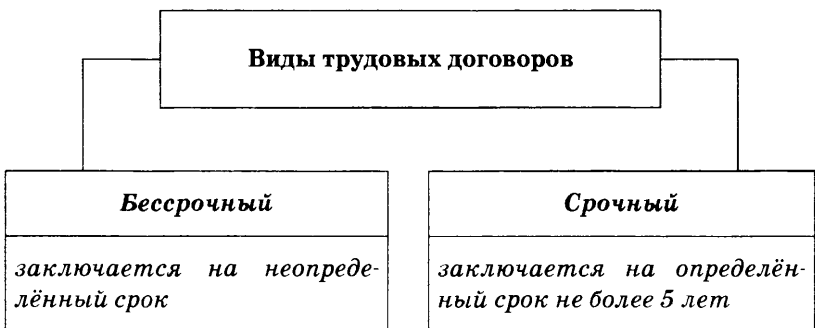 Виды трудовых договоров
Бессрочный
заключается на неопреде-
лённый срок
Срочный
заключается на определён-
ный срок не более 5 лет